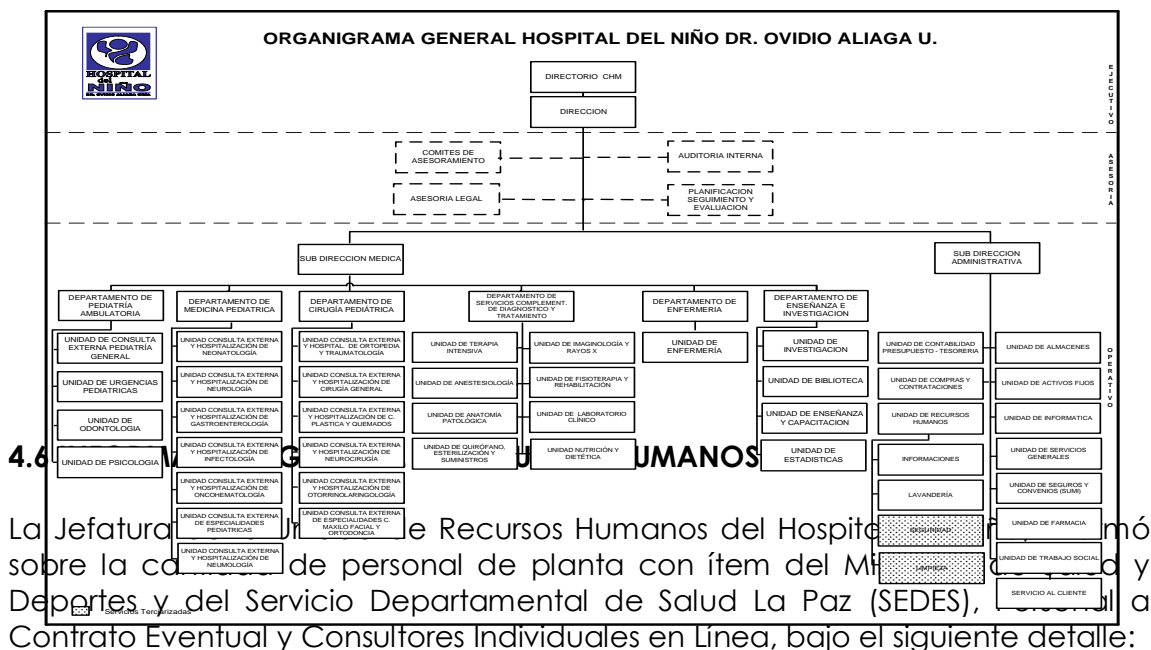 ORGANIGRAMA GENERAL HOSPITAL DEL NIÑO DR. OVIDIO ALIAGA U.
HOSPITAL
del
NIÑO
DR. OVIDIO ALIAGA URIA
DIRECTORIO CHM
DIRECCION
EJECUTIVO
COMITES DE
ASESORAMIENTO
AUDITORIA INTERNA
ASESORIA LEGAL
PLANIFICACION
SEGUIMIENTO Y
EVALUACION
ASESORIA
SUB DIRECCION MEDICA
SUB DIRECCION
ADMINISTRATIVA
DEPARTAMENTO DE
PEDIATRÍA
AMBULATORIA
DEPARTAMENTO DE
MEDICINA PEDIATRICA
DEPARTAMENTO DE
CIRUGÍA PEDIÁTRICA
DEPARTAMENTO DE
SERVICIOS COMPLEMENT.
DE DIAGNOSTICO Y
TRATAMIENTO
DEPARTAMENTO DE
ENFERMERIA
DEPARTAMENTO DE
ENSEÑANZA E
INVESTIGACION
UNIDAD DE CONSULTA
EXTERNA PEDIATRÍA
GENERAL
UNIDAD DE URGENCIAS
PEDIATRICAS
UNIDAD DE
ODONTOLOGIA
UNIDAD DE PSICOLOGIA
UNIDAD CONSULTA EXTERNA
Y HOSPITALIZACIÓN DE
NEONATOLOGÍA
UNIDAD CONSULTA EXTERNA
Y HOSPITALIZACIÓN DE
NEUROLOGÍA
UNIDAD CONSULTA EXTERNA
Y HOSPITALIZACIÓN DE
GASTROENTEROLOGÍA
UNIDAD CONSULTA EXTERNA
Y HOSPITALIZACIÓN DE
INFECTOLOGÍA
UNIDAD CONSULTA EXTERNA
Y HOSPITALIZACIÓN DE
ONCOHEMATOLOGÍA
UNIDAD CONSULTA EXTERNA
DE ESPECIALIDADES
PEDIATRICAS
UNIDAD CONSULTA EXTERNA
Y HOSPITALIZACIÓN DE
NEUMOLOGÍA
UNIDAD CONSULTA EXTERNA
Y HOSPITAL. DE ORTOPEDIA
Y TRAUMATOLOGÍA
UNIDAD CONSULTA EXTERNA
Y HOSPITALIZACIÓN DE
CIRUGÍA GENERAL
UNIDAD CONSULTA EXTERNA
Y HOSPITALIZACIÓN DE C.
PLASTICA Y QUEMADOS
UNIDAD CONSULTA EXTERNA
Y HOSPITALIZACIÓN DE
NEUROCIRUGÍA
UNIDAD CONSULTA EXTERNA
Y HOSPITALIZACIÓN DE
OTORRINOLARINGOLOGÍA
UNIDAD CONSULTA EXTERNA
DE ESPECIALIDADES C.
MAXILO FACIAL Y
ORTODONCIA
UNIDAD DE TERAPIA
INTENSIVA
UNIDAD DE ANESTESIOLOGÍA
UNIDAD DE ANATOMÍA
PATOLÓGICA
UNIDAD DE QUIRÓFANO,
ESTERILIZACIÓN Y
SUMINISTROS
UNIDAD DE IMAGINOLOGÍA Y
RAYOS X
UNIDAD DE FISIOTERAPIA Y
REHABILITACIÓN
UNIDAD DE LABORATORIO
CLÍNICO
UNIDAD NUTRICIÓN Y
DIETÉTICA
UNIDAD DE
ENFERMERÍA
UNIDAD DE
INVESTIGACION
UNIDAD DE BIBLIOTECA
UNIDAD DE ENSEÑANZA
Y CAPACITACION
UNIDAD DE
ESTADISTICAS
UNIDAD DE CONTABILIDAD
PRESUPUESTO - TESORERIA
UNIDAD DE COMPRAS Y
CONTRATACIONES
UNIDAD DE RECURSOS
HUMANOS
INFORMACIONES
LAVANDERÍA
SEGURIDAD
LIMPIEZA
UNIDAD DE ALMACENES
UNIDAD DE ACTIVOS FIJOS
UNIDAD DE INFORMATICA
UNIDAD DE SERVICIOS
GENERALES
UNIDAD DE SEGUROS Y
CONVENIOS (SUMI)
UNIDAD DE FARMACIA
UNIDAD DE TRABAJO SOCIAL
SERVICIO AL CLIENTE
OPERATIVO
Servicios Terciarizadas
4.6 UMANOS
La Jefatura de Recursos Humanos del
sobre la de personal de planta con ítem del y
Deportes y del Servicio Departamental de Salud La Paz (SEDES), a
Contrato Eventual y Consultores Individuales en Línea, bajo el siguiente detalle: